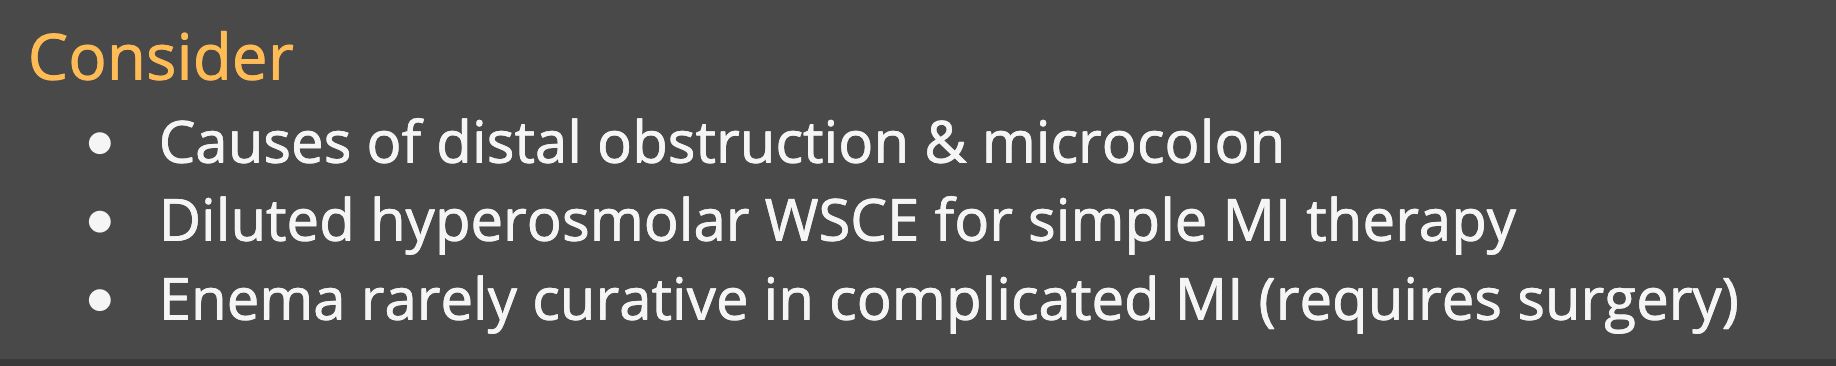 Consider
• Causes of distal obstruction & microcolon
• Diluted hyperosmolar WSCE for simple MI therapy
• Enema rarely curative in complicated MI (requires surgery)